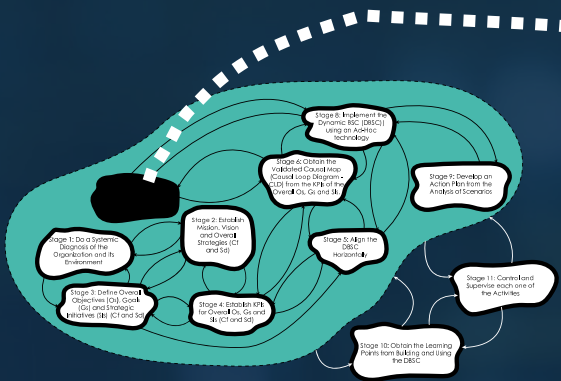 Stage 8: Implement the
Dynamic BSC (DBSC))
using an Ad-Hoc
technology
Stage 6: Obtain the
Validated Causal Map
(Causal Loop Diagram -
CLD) from the KPIs of the
Overall Os, Gs and SIs.
Stage 9: Develop an
Action Plan from the
Analysis of Scenarios
Stage 2: Establish
Mission, Vision
and Overall
Strategies (Cf
and Sd)
Stage 1: Do a Systemic
Diagnosis of the
Organization and its
Environment
Stage 5: Align the
DBSC
Horizontally
Stage 11: Control and
Supervise each one of
the Activities
Stage 3: Define Overall
Objectives (Os), Goals
(Gs) and Strategic
Initiatives (SIs) (Cf and Sd)
Stage 4: Establish KPIs
for Overall Os, Gs and
SIs (Cf and Sd)
Stage 10: Obtain the Learning
Points from Building and Using
the DBSC